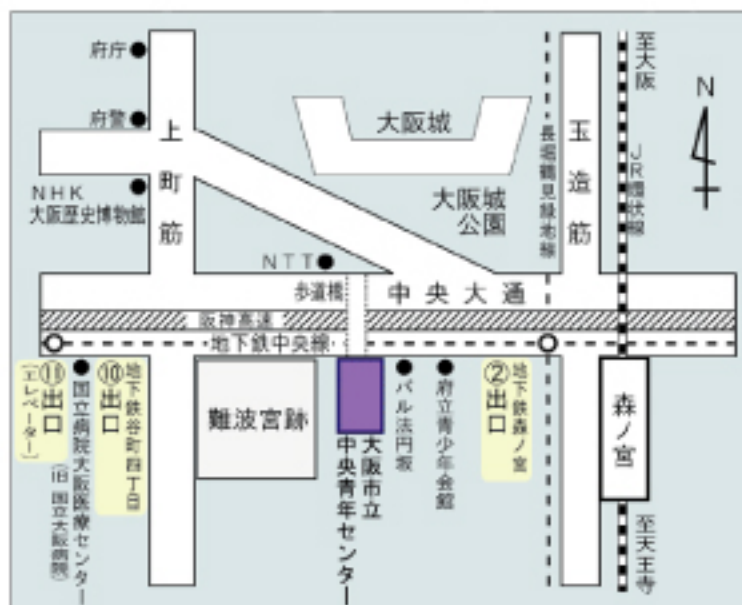 府庁
府警
上町筋
NHK
大阪歴史博物館
大阪城
大阪城
公園
長堀鶴見緑地線
玉造筋
至大阪
JR環状線
N
NTT
歩道橋
中央大通
阪神高速
地下鉄中央線
⑪出口
(エレベーター)
国立病院大阪医療センター
(旧 国立大阪病院)
地下鉄谷町四丁目
⑩出口
難波宮跡
大阪市立
中央青年センター
パル法円坂
府立青少年会館
地下鉄森ノ宮
②出口
森ノ宮
至天王寺